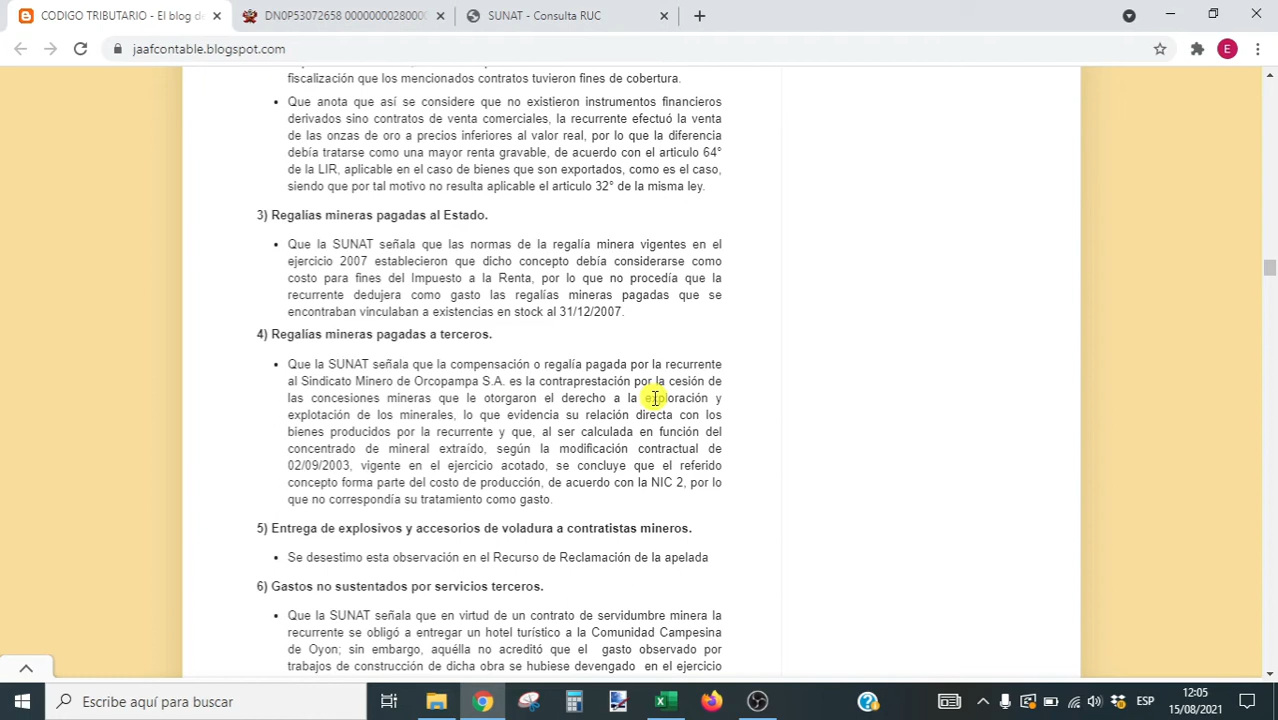 CODIGO TRIBUTARIO - El blog de
DN0P53072658 00000000280000
SUNAT - Consulta RUC
jaafcontable.blogspot.com
E
fiscalización que los mencionados contratos tuvieron fines de cobertura.
• Que anota que así se considere que no existieron instrumentos financieros
derivados sino contratos de venta comerciales, la recurrente efectuó la venta
de las onzas de oro a precios inferiores al valor real, por lo que la diferencia
debía tratarse como una mayor renta gravable, de acuerdo con el articulo 64°
de la LIR, aplicable en el caso de bienes que son exportados, como es el caso,
siendo que por tal motivo no resulta aplicable el articulo 32° de la misma ley.
3) Regalías mineras pagadas al Estado.
• Que la SUNAT señala que las normas de la regalía minera vigentes en el
ejercicio 2007 establecieron que dicho concepto debía considerarse como
costo para fines del Impuesto a la Renta, por lo que no procedía que la
recurrente dedujera como gasto las regalías mineras pagadas que se
encontraban vinculaban a existencias en stock al 31/12/2007.
4) Regalías mineras pagadas a terceros.
• Que la SUNAT señala que la compensación o regalía pagada por la recurrente
al Sindicato Minero de Orcopampa S.A. es la contraprestación por la cesión de
las concesiones mineras que le otorgaron el derecho a la exploración y
explotación de los minerales, lo que evidencia su relación directa con los
bienes producidos por la recurrente y que, al ser calculada en función del
concentrado de mineral extraído, según la modificación contractual de
02/09/2003, vigente en el ejercicio acotado, se concluye que el referido
concepto forma parte del costo de producción, de acuerdo con la NIC 2, por lo
que no correspondía su tratamiento como gasto.
5) Entrega de explosivos y accesorios de voladura a contratistas mineros.
• Se desestimo esta observación en el Recurso de Reclamación de la apelada
6) Gastos no sustentados por servicios terceros.
• Que la SUNAT señala que en virtud de un contrato de servidumbre minera la
recurrente se obligó a entregar un hotel turístico a la Comunidad Campesina
de Oyon; sin embargo, aquélla no acreditó que el gasto observado por
trabajos de construcción de dicha obra se hubiese devengado en el ejercicio
Escribe aquí para buscar
ESP
12:05
15/08/2021